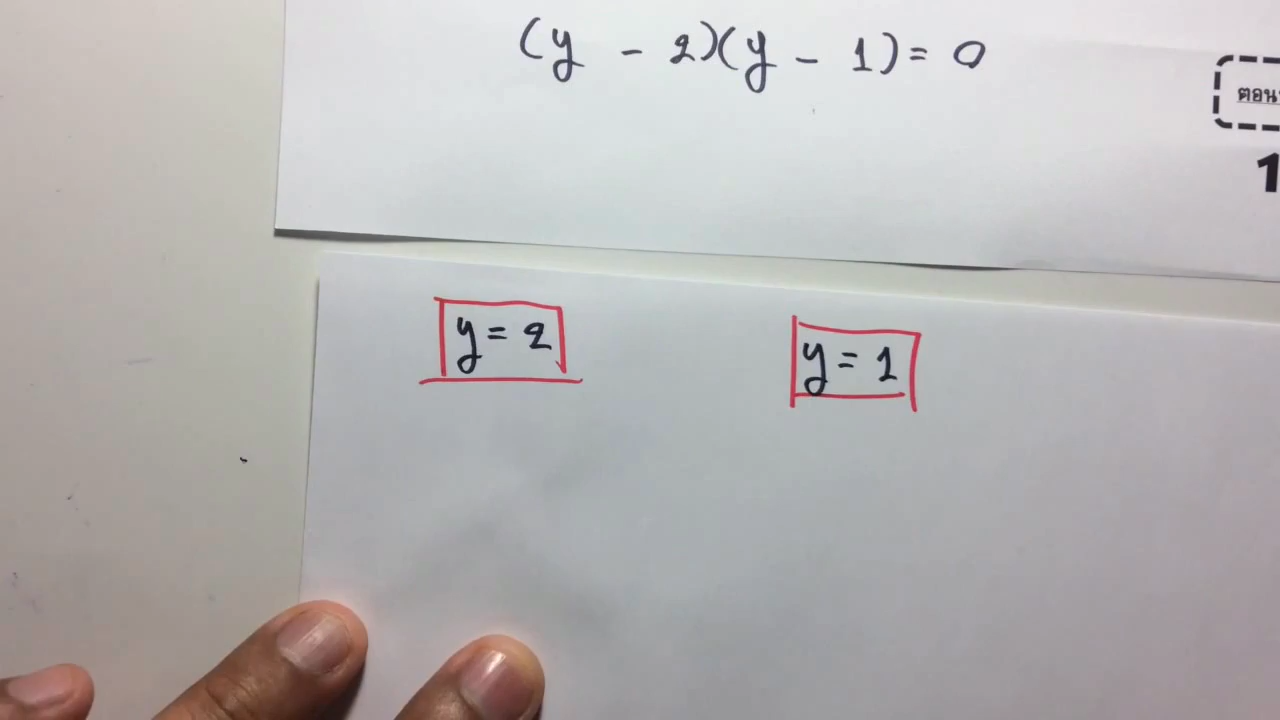 (y - 2)(y - 1) = 0
1
y = 2
y = 1